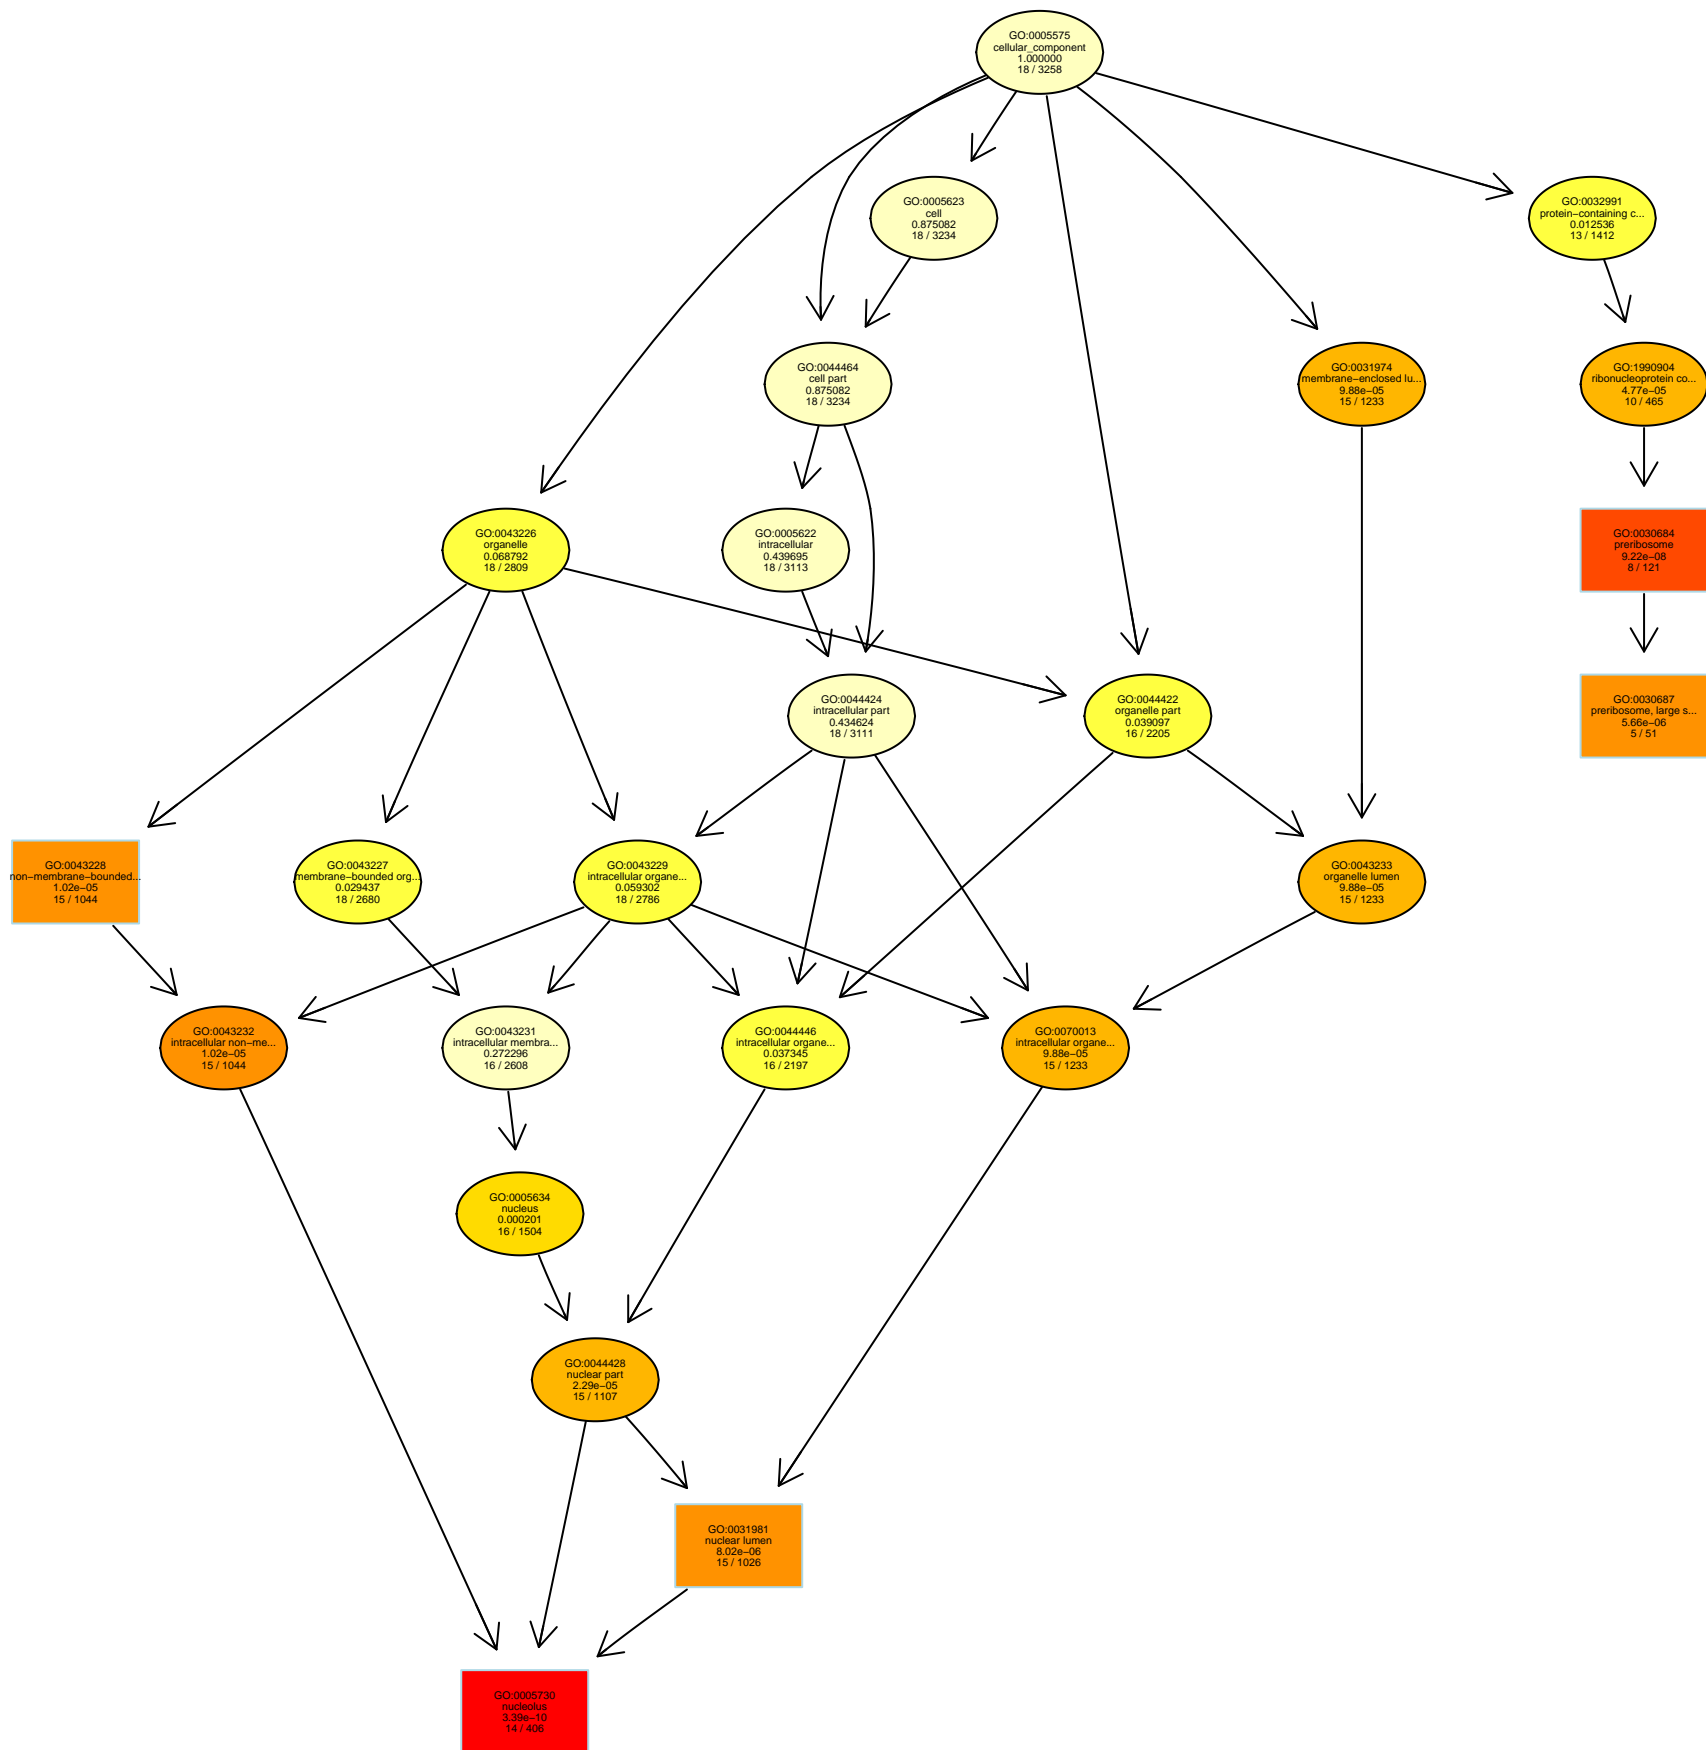 GO:0005575
cellular_component
1.000000
18 / 3258
GO:0005623
cell
0.875082
18 / 3234
GO:0032991
protein−containing c...
0.012536
13 / 1412
GO:0044464
cell part
0.875082
18 / 3234
GO:0031974
membrane−enclosed lu...
9.88e−05
15 / 1233
GO:1990904
ribonucleoprotein co...
4.77e−05
10 / 465
GO:0043226
organelle
0.068792
18 / 2809
GO:0005622
intracellular
0.439695
18 / 3113
GO:0030684
preribosome
9.22e−08
8 / 121
GO:0044424
intracellular part
0.434624
18 / 3111
GO:0044422
organelle part
0.039097
16 / 2205
GO:0030687
preribosome, large s...
5.66e−06
5 / 51
GO:0043228
non−membrane−bounded...
1.02e−05
15 / 1044
GO:0043227
membrane−bounded org...
0.029437
18 / 2680
GO:0043229
intracellular organe...
0.059302
18 / 2786
GO:0043233
organelle lumen
9.88e−05
15 / 1233
GO:0043232
intracellular non−me...
1.02e−05
15 / 1044
GO:0043231
intracellular membra...
0.272296
16 / 2608
GO:0044446
intracellular organe...
0.037345
16 / 2197
GO:0070013
intracellular organe...
9.88e−05
15 / 1233
GO:0005634
nucleus
0.000201
16 / 1504
GO:0044428
nuclear part
2.29e−05
15 / 1107
GO:0031981
nuclear lumen
8.02e−06
15 / 1026
GO:0005730
nucleolus
3.39e−10
14 / 406